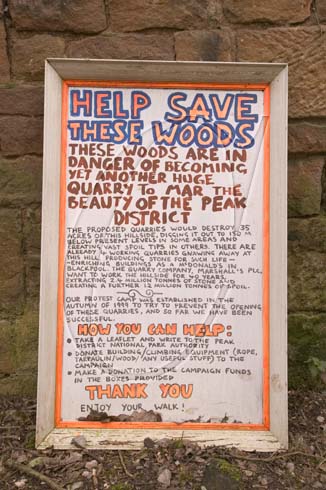 HELP SAVE
THESE WOODS
THESE WOODS ARE IN
DANGER OF BECOMING
YET ANOTHER HUGE
QUARRY TO MAR THE
BEAUTY OF THE PEAK
DISTRICT
THE PROPOSED QUARRIES WOULD DESTROY 35
ACRES OF THIS HILLSIDE, DIGGING IT OUT TO 150 M
BELOW PRESENT LEVELS IN SOME AREAS AND
CREATING VAST SPOIL TIPS IN OTHERS. THERE ARE
ALREADY 4 WORKING QUARRIES GNAWING AWAY AT
THIS HILL, PRODUCING STONE FOR SUCH LIFE-
-ENRICHING BUILDINGS AS A McDONALD'S IN
BLACKPOOL. THE QUARRY COMPANY, MARSHALL'S PLC,
WANT TO WORK THE HILLSIDE FOR 40 YEARS
EXTRACTING 2.4 MILLION TONNES OF STONE AND
CREATING A FURTHER 12 MILLION TONNES OF SPOIL.
OUR PROTEST CAMP WAS ESTABLISHED IN THE
AUTUMN OF 1999 TO TRY TO PREVENT THE OPENING
OF THESE QUARRIES, AND SO FAR WE HAVE BEEN
SUCCESSFUL.
HOW YOU CAN HELP:
• TAKE A LEAFLET AND WRITE TO THE PEAK
DISTRICT NATIONAL PARK AUTHORITY
• DONATE BUILDING/CLIMBING EQUIPMENT (ROPE,
TARPAULIN/WOOD/ANY USEFUL STUFF) TO THE
CAMPAIGN
• MAKE A DONATION TO THE CAMPAIGN FUNDS
IN THE BOXES PROVIDED
THANK YOU
ENJOY YOUR WALK!